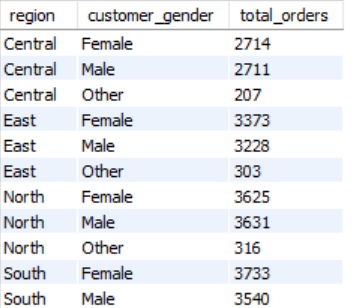 region customer_gender total_orders
Central Female 2714
Central Male 2711
Central Other 207
East Female 3373
East Male 3228
East Other 303
North Female 3625
North Male 3631
North Other 316
South Female 3733
South Male 3540